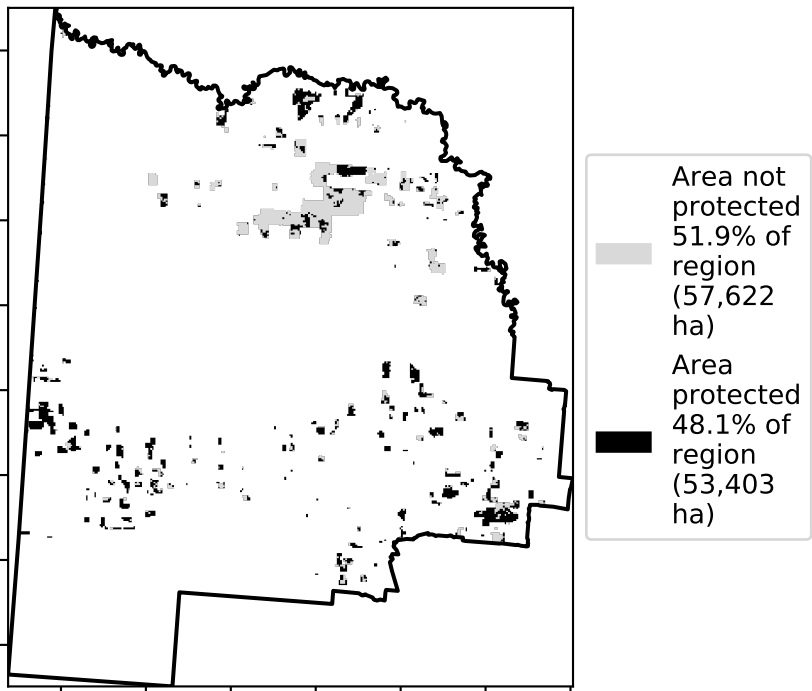 Area not
protected
51.9% of
region
(57,622
ha)
Area
protected
48.1% of
region
(53,403
ha)